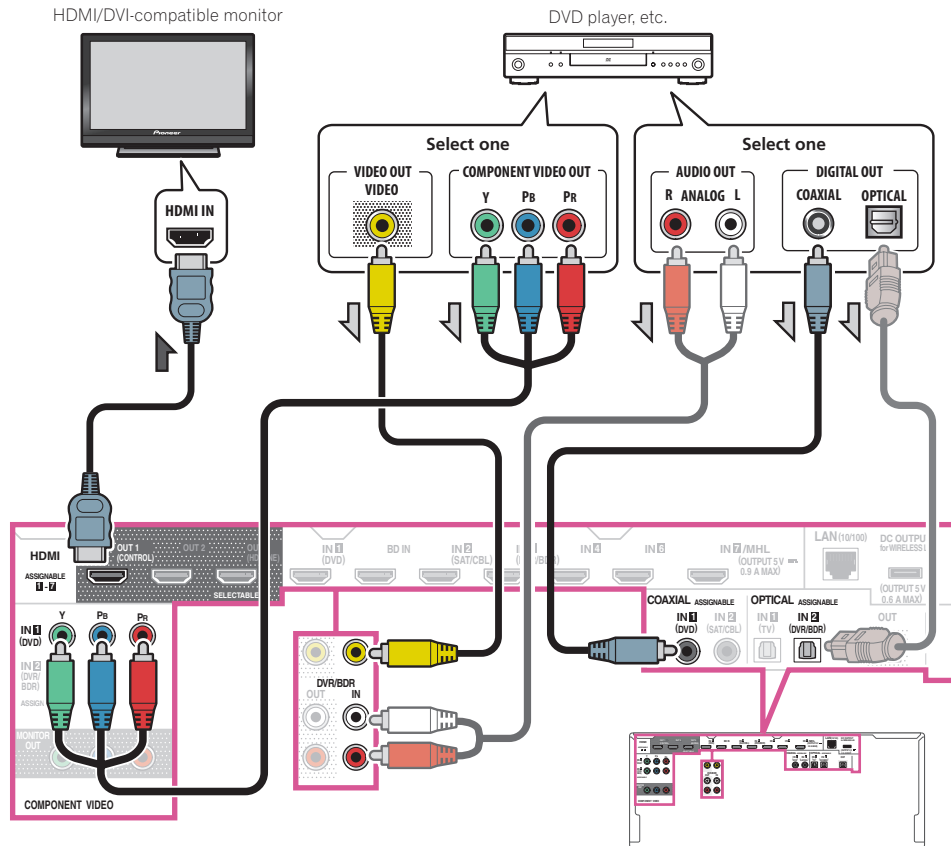 HDMI/DVI-compatible monitor
DVD player, etc.
Pioneer
HDMI IN
Select one
VIDEO OUT
VIDEO
COMPONENT VIDEO OUT
Y PB PR
Select one
AUDIO OUT
R ANALOG L
DIGITAL OUT
COAXIAL OPTICAL
HDMI
ASSIGNABLE
1-7
OUT 1
(CONTROL)
OUT 2
SELECTABLE
IN 1
(DVD)
BD IN
IN 2
(SAT/CBL)
IN 4
IN 6
IN 7/MHL
(OUTPUT 5 V
0.9 A MAX)
LAN (10/100)
DC OUTPU
for WIRELESS
(OUTPUT 5 V
0.6 A MAX)
Y PB PR
IN 1
(DVD)
IN 2
(DVR/
BDR)
ASSIGN
MONITOR
OUT
COMPONENT VIDEO
DVR/BDR
OUT IN
COAXIAL ASSIGNABLE
IN 1
(DVD)
IN 2
(SAT/CBL)
OPTICAL ASSIGNABLE
IN 1
(TV)
IN 2
(DVR/BDR)
OUT